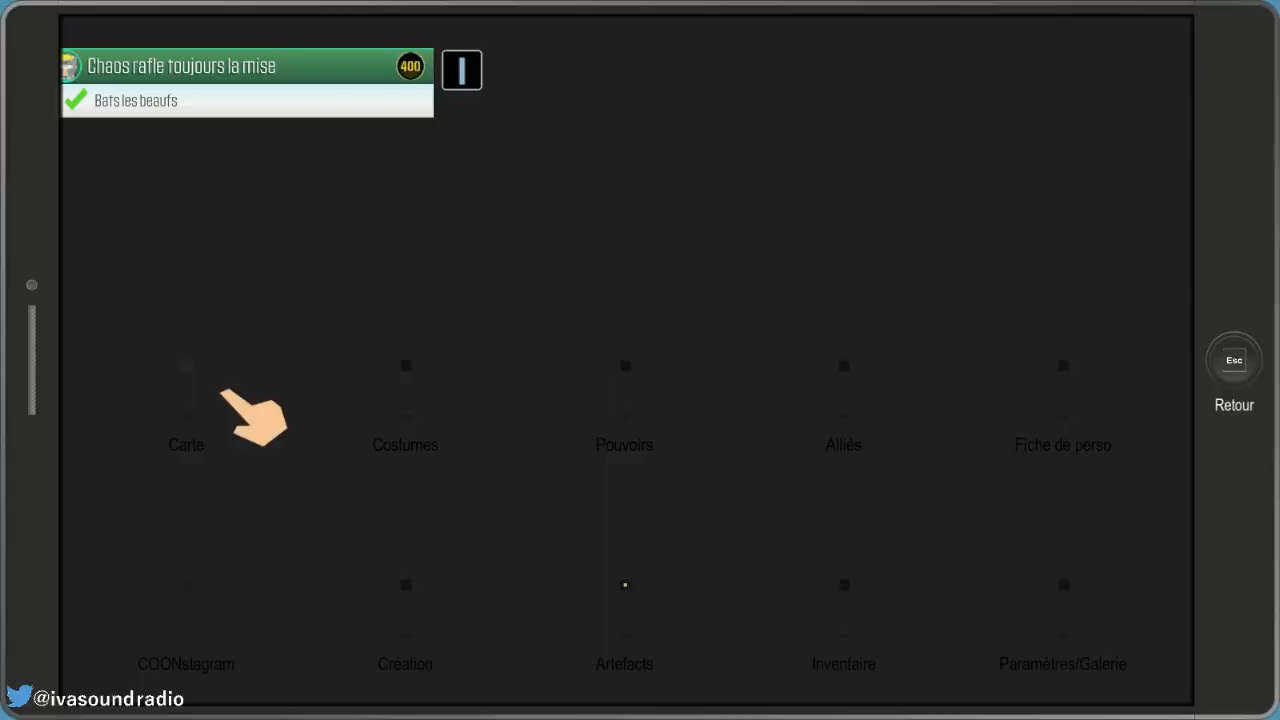 Chaos rafle toujours la mise
400
Bats les beaufs
Esc
Retour
Carte
Costumes
Pouvoirs
Alliés
Fiche de perso
COONstagram
Création
Artefacts
Inventaire
Paramètres/Galerie
@ivasoundradio